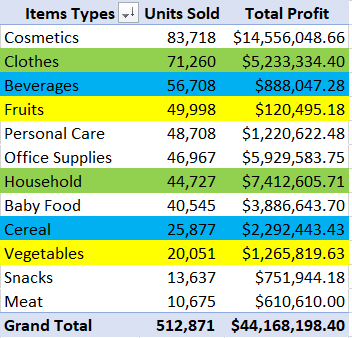 Items Types Units Sold Total Profit
Cosmetics 83,718 $14,556,048.66
Clothes 71,260 $5,233,334.40
Beverages 56,708 $888,047.28
Fruits 49,998 $120,495.18
Personal Care 48,708 $1,220,622.48
Office Supplies 46,967 $5,929,583.75
Household 44,727 $7,412,605.71
Baby Food 40,545 $3,886,643.70
Cereal 25,877 $2,292,443.43
Vegetables 20,051 $1,265,819.63
Snacks 13,637 $751,944.18
Meat 10,675 $610,610.00
Grand Total 512,871 $44,168,198.40